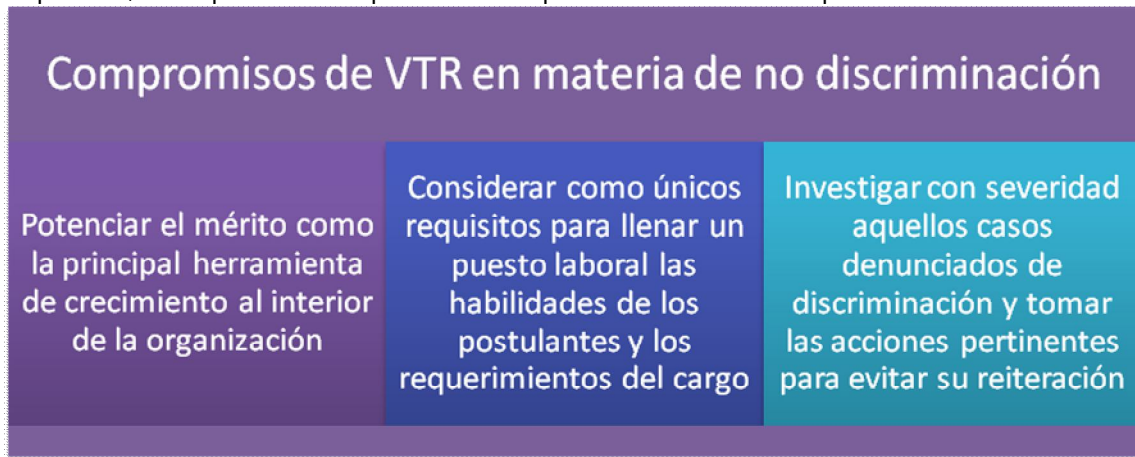 Compromisos de VTR en materia de no discriminación
Potenciar el mérito como
la principal herramienta
de crecimiento al interior
de la organización
Considerar como únicos
requisitos para llenar un
puesto laboral las
habilidades de los
postulantes y los
requerimientos del cargo
Investigar con severidad
aquellos casos
denunciados de
discriminación y tomar
las acciones pertinentes
para evitar su reiteración